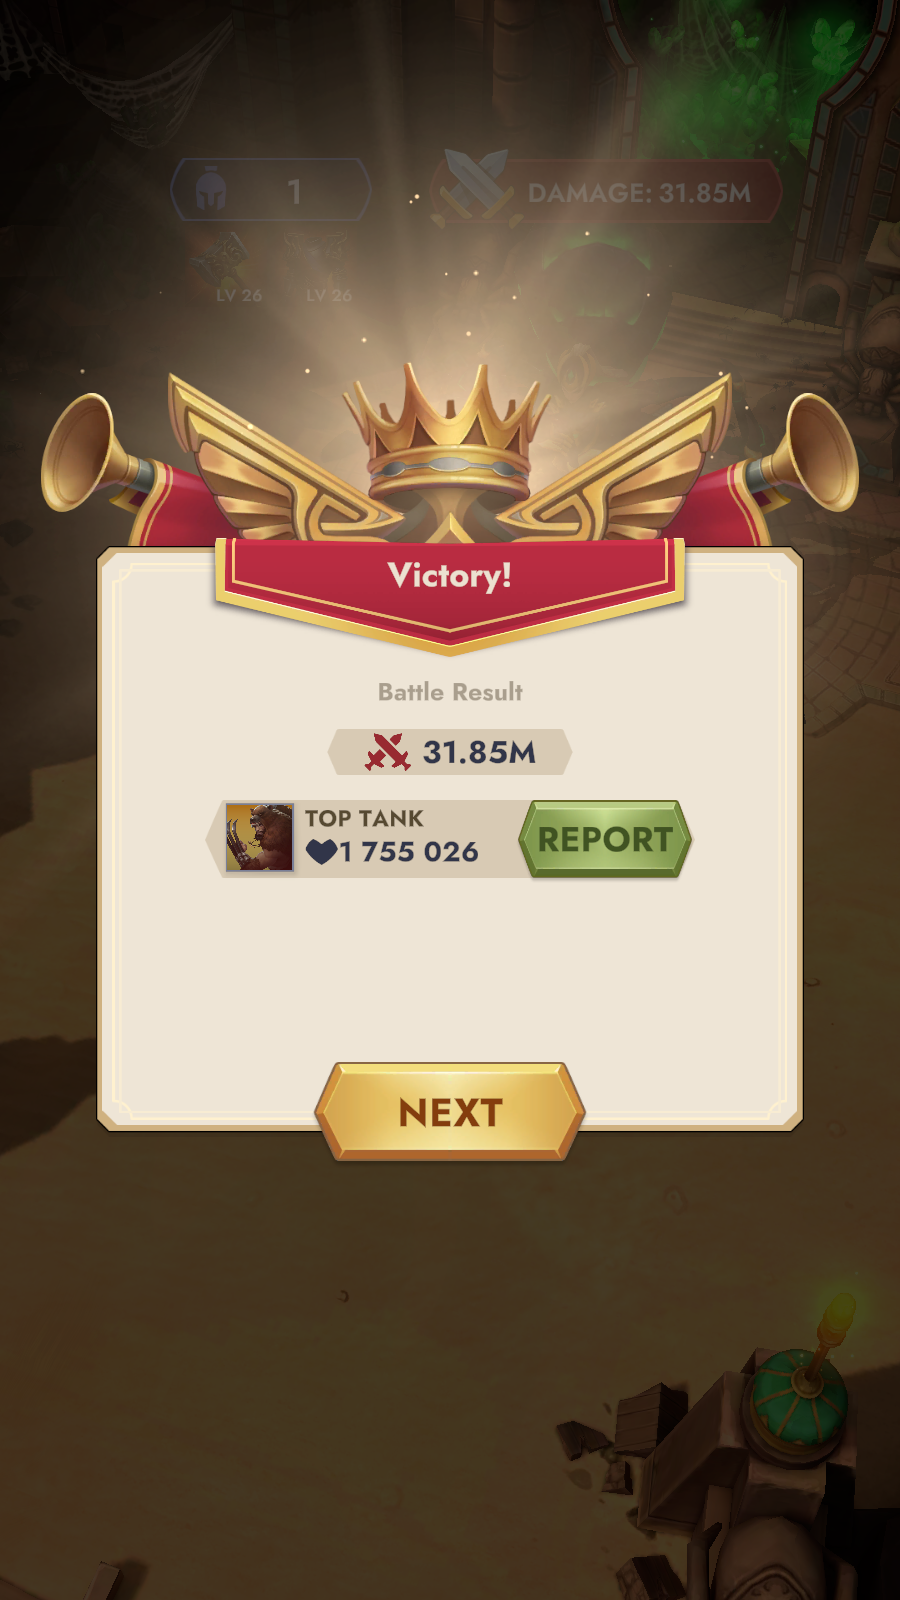 1
DAMAGE: 31.85M
LV 26
LV 26
Victory!
Battle Result
31.85M
TOP TANK
1 755 026
REPORT
NEXT